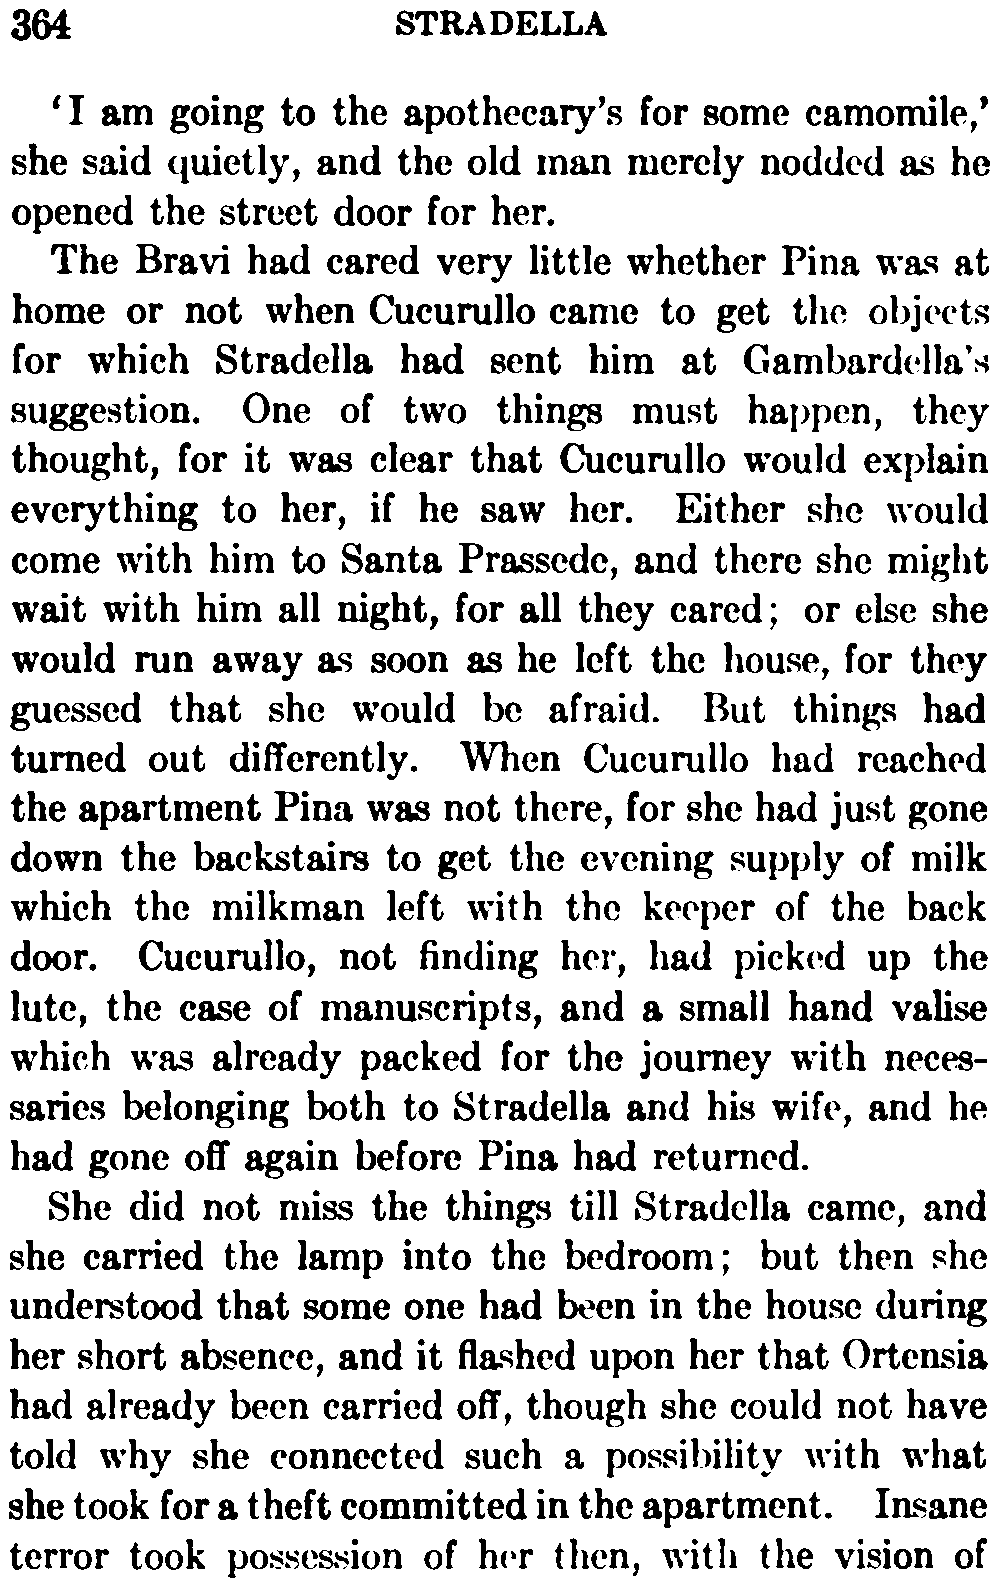 364 STRADELLA
‘I am going to the apothecary’s for some camomile,’
she said quietly, and the old man merely nodded as he
opened the street door for her.
The Bravi had cared very little whether Pina was at
home or not when Cucurullo came to get the objects
for which Stradella had sent him at Gambardella’s
suggestion. One of two things must happen, they
thought, for it was clear that Cucurullo would explain
everything to her, if he saw her. Either she would
come with him to Santa Prassede, and there she might
wait with him all night, for all they cared; or else she
would run away as soon as he left the house, for they
guessed that she would be afraid. But things had
turned out differently. When Cucurullo had reached
the apartment Pina was not there, for she had just gone
down the backstairs to get the evening supply of milk
which the milkman left with the keeper of the back
door. Cucurullo, not finding her, had picked up the
lute, the case of manuscripts, and a small hand valise
which was already packed for the journey with neces-
saries belonging both to Stradella and his wife, and he
had gone off again before Pina had returned.
She did not miss the things till Stradella came, and
she carried the lamp into the bedroom; but then she
understood that some one had been in the house during
her short absence, and it flashed upon her that Ortensia
had already been carried off, though she could not have
told why she connected such a possibility with what
she took for a theft committed in the apartment. Insane
terror took possession of her then, with the vision of